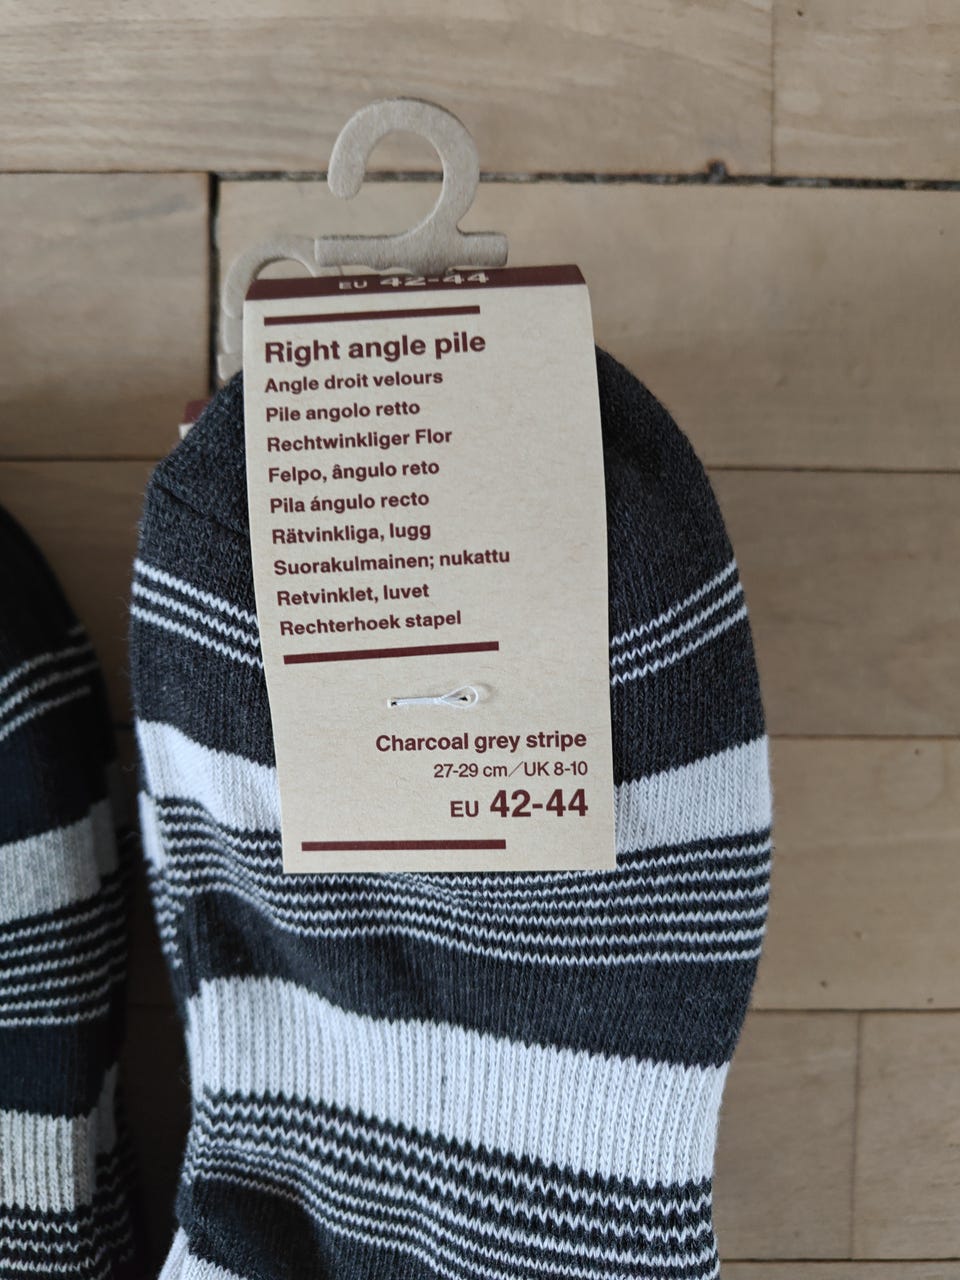 EU 42-44
Right angle pile
Angle droit velours
Pile angolo retto
Rechtwinkliger Flor
Felpo, ângulo reto
Pila ángulo recto
Rätvinkliga, lugg
Suorakulmainen; nukattu
Retvinklet, luvet
Rechterhoek stapel
Charcoal grey stripe
27-29 cm/UK 8-10
EU 42-44